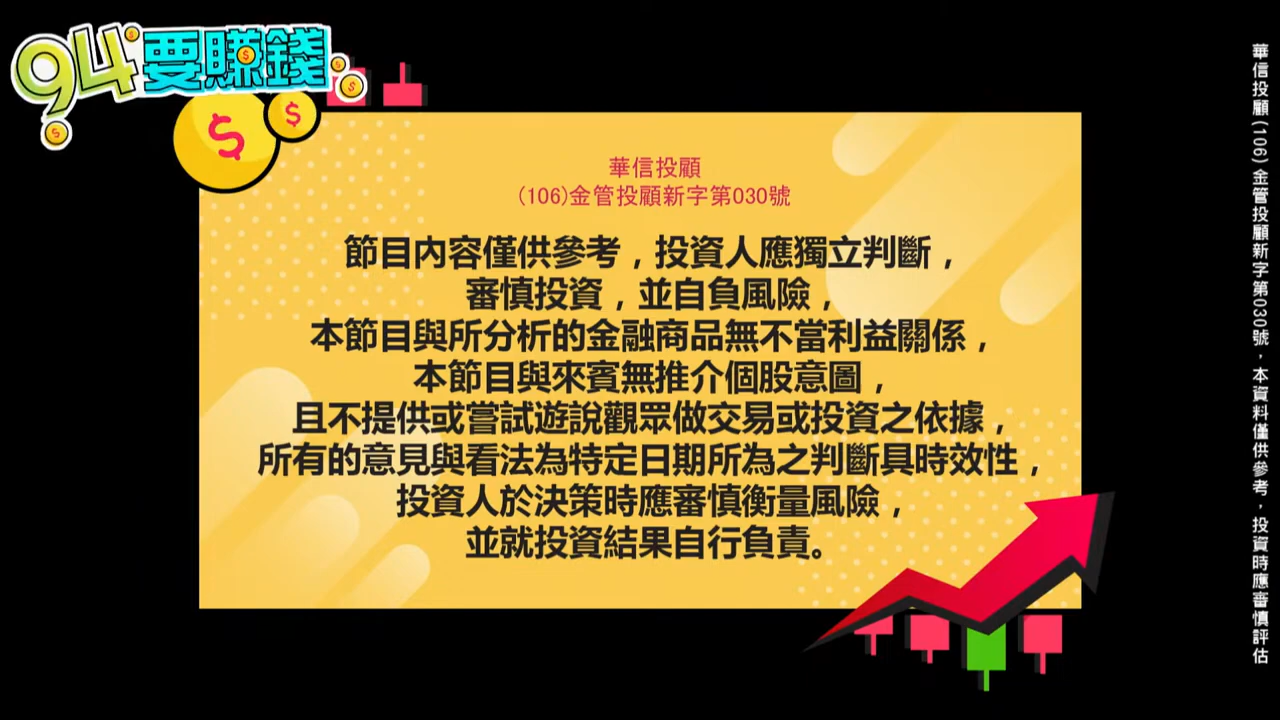 94要賺錢
華信投顧
(106)金管投顧新字第030號
節目內容僅供參考，投資人應獨立判斷，
審慎投資，並自負風險，
本節目與所分析的金融商品無不當利益關係，
本節目與來賓無推介個股意圖，
且不提供或嘗試遊說觀眾做交易或投資之依據，
所有的意見與看法為特定日期所為之判斷具時效性，
投資人於決策時應審慎衡量風險，
並就投資結果自行負責。
華信投顧(106)金管投顧新字第030號，本資料僅供參考，投資時應審慎評估